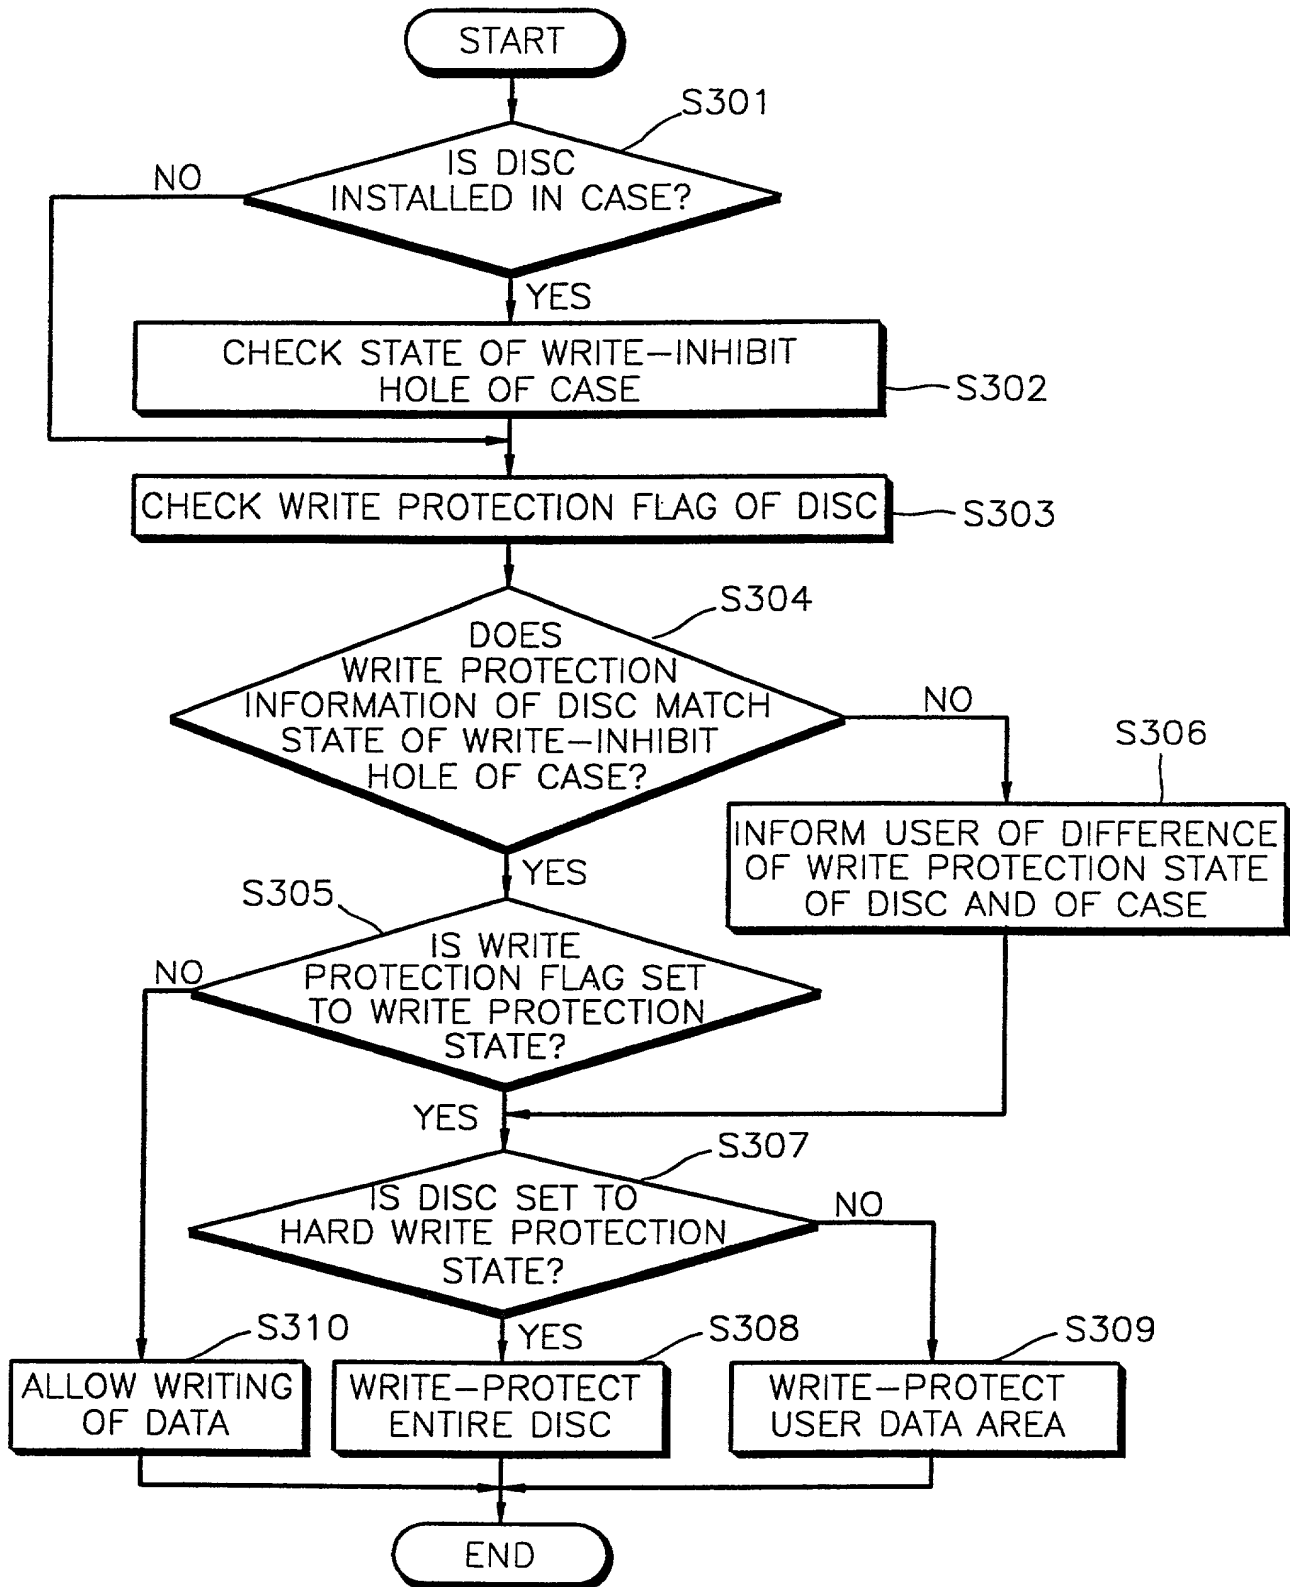 START
S301
IS DISC
INSTALLED IN CASE?
NO
YES
CHECK STATE OF WRITE-INHIBIT
HOLE OF CASE
S302
CHECK WRITE PROTECTION FLAG OF DISC
S303
S304
DOES
WRITE PROTECTION
INFORMATION OF DISC MATCH
STATE OF WRITE-INHIBIT
HOLE OF CASE?
NO
YES
S306
INFORM USER OF DIFFERENCE
OF WRITE PROTECTION STATE
OF DISC AND OF CASE
S305
IS WRITE
PROTECTION FLAG SET
TO WRITE PROTECTION
STATE?
NO
YES
S307
IS DISC SET TO
HARD WRITE PROTECTION
STATE?
NO
YES
S310
ALLOW WRITING
OF DATA
S308
WRITE-PROTECT
ENTIRE DISC
S309
WRITE-PROTECT
USER DATA AREA
END